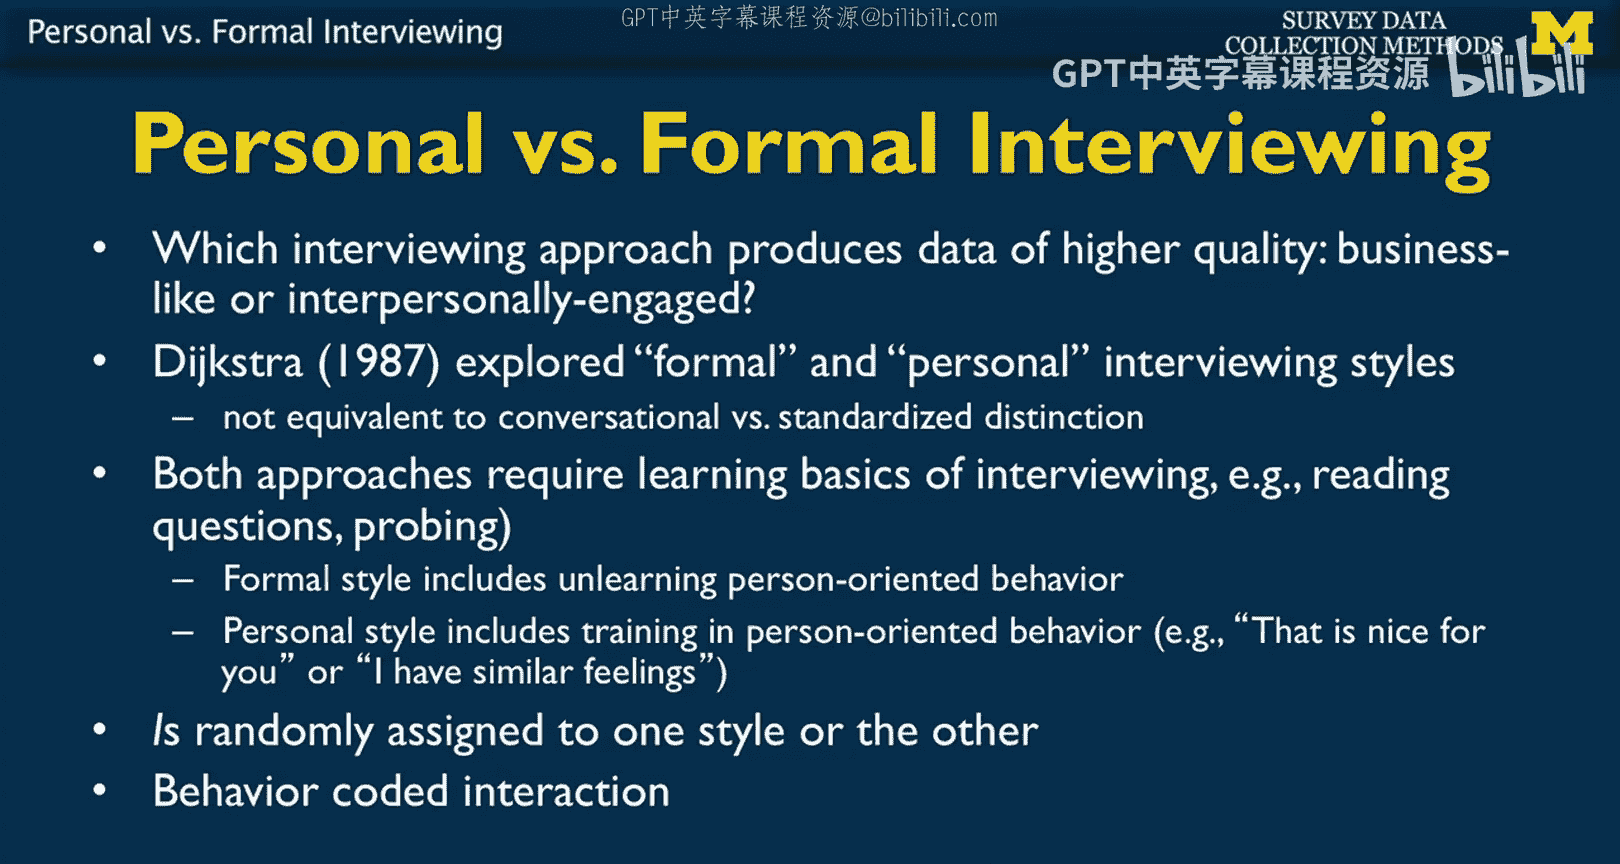 Personal vs. Formal Interviewing
GPT中英字幕课程资源@bilibili.com
SURVEY DATA
COLLECTION METHODS
M
GPT中英字幕课程资源 bilibili
Personal vs. Formal Interviewing
• Which interviewing approach produces data of higher quality: business-
like or interpersonally-engaged?
• Dijkstra (1987) explored “formal” and “personal” interviewing styles
– not equivalent to conversational vs. standardized distinction
• Both approaches require learning basics of interviewing, e.g., reading
questions, probing)
– Formal style includes unlearning person-oriented behavior
– Personal style includes training in person-oriented behavior (e.g., “That is nice for
you” or “I have similar feelings”)
• Is randomly assigned to one style or the other
• Behavior coded interaction